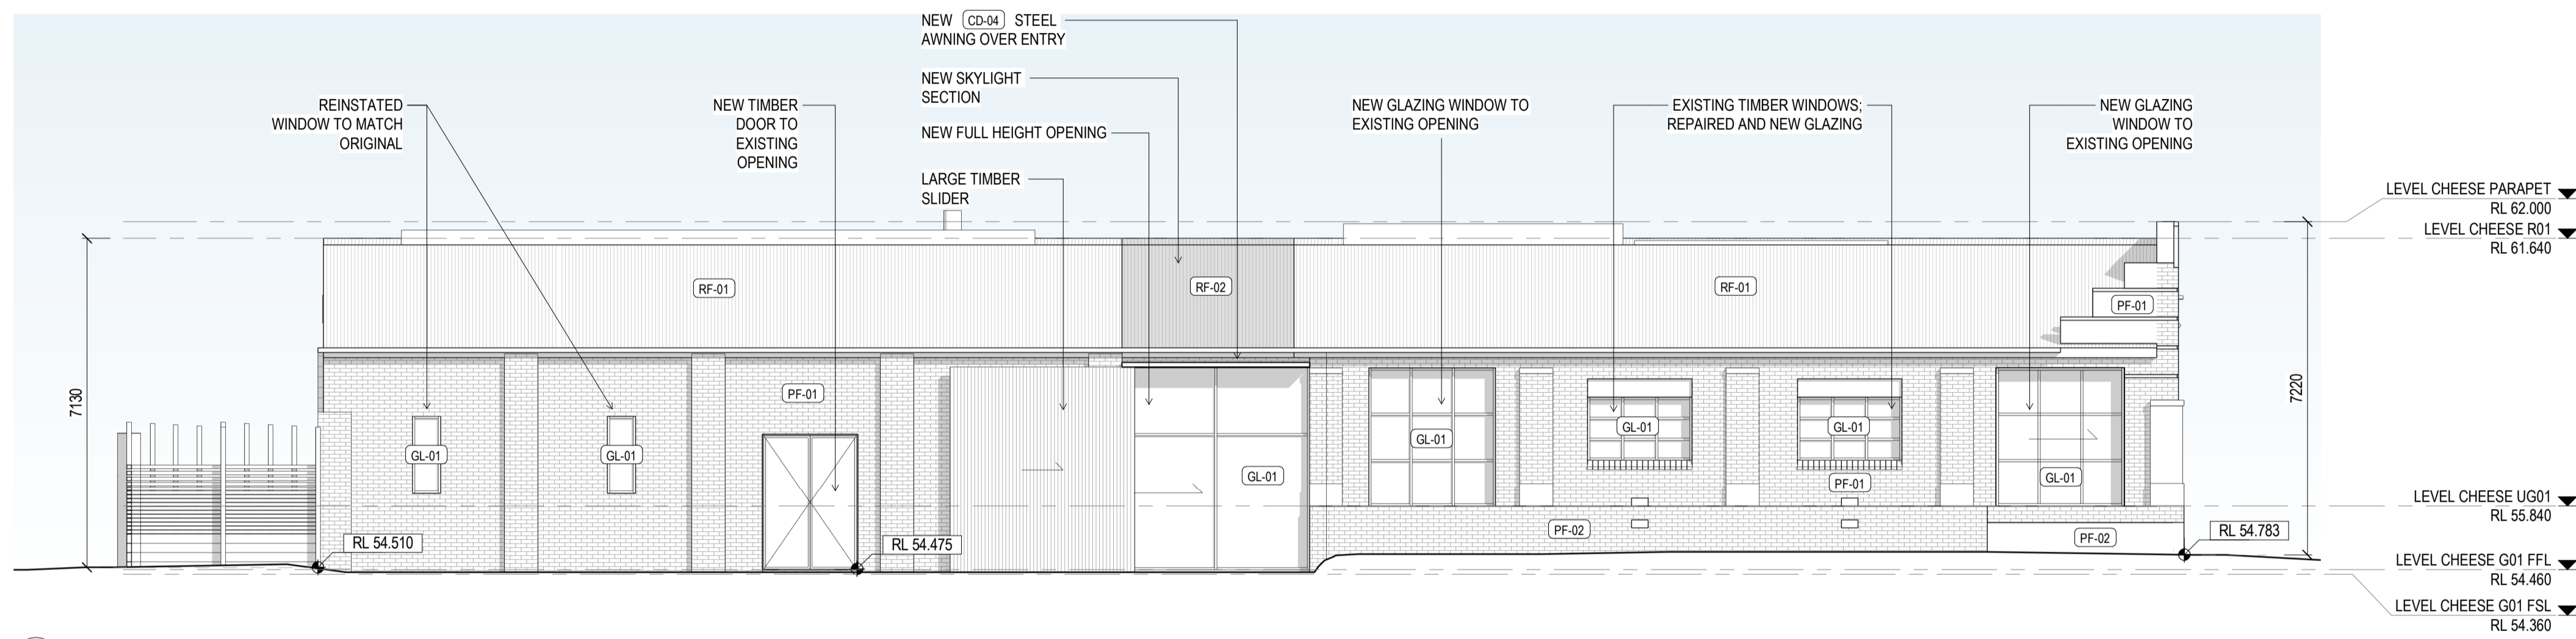 NEW CD-04 STEEL
AWNING OVER ENTRY
NEW SKYLIGHT
SECTION
REINSTATED
WINDOW TO MATCH
ORIGINAL
NEW TIMBER
DOOR TO
EXISTING
OPENING
NEW FULL HEIGHT OPENING
LARGE TIMBER
SLIDER
NEW GLAZING WINDOW TO
EXISTING OPENING
EXISTING TIMBER WINDOWS;
REPAIRED AND NEW GLAZING
NEW GLAZING
WINDOW TO
EXISTING OPENING
LEVEL CHEESE PARAPET
RL 62.000
LEVEL CHEESE R01
RL 61.640
RF-01
RF-02
RF-01
PF-01
7130
PF-01
7220
GL-01
GL-01
GL-01
GL-01
GL-01
GL-01
GL-01
PF-01
LEVEL CHEESE UG01
RL 55.840
RL 54.510
RL 54.475
PF-02
PF-02
RL 54.783
LEVEL CHEESE G01 FFL
RL 54.460
LEVEL CHEESE G01 FSL
RL 54.360